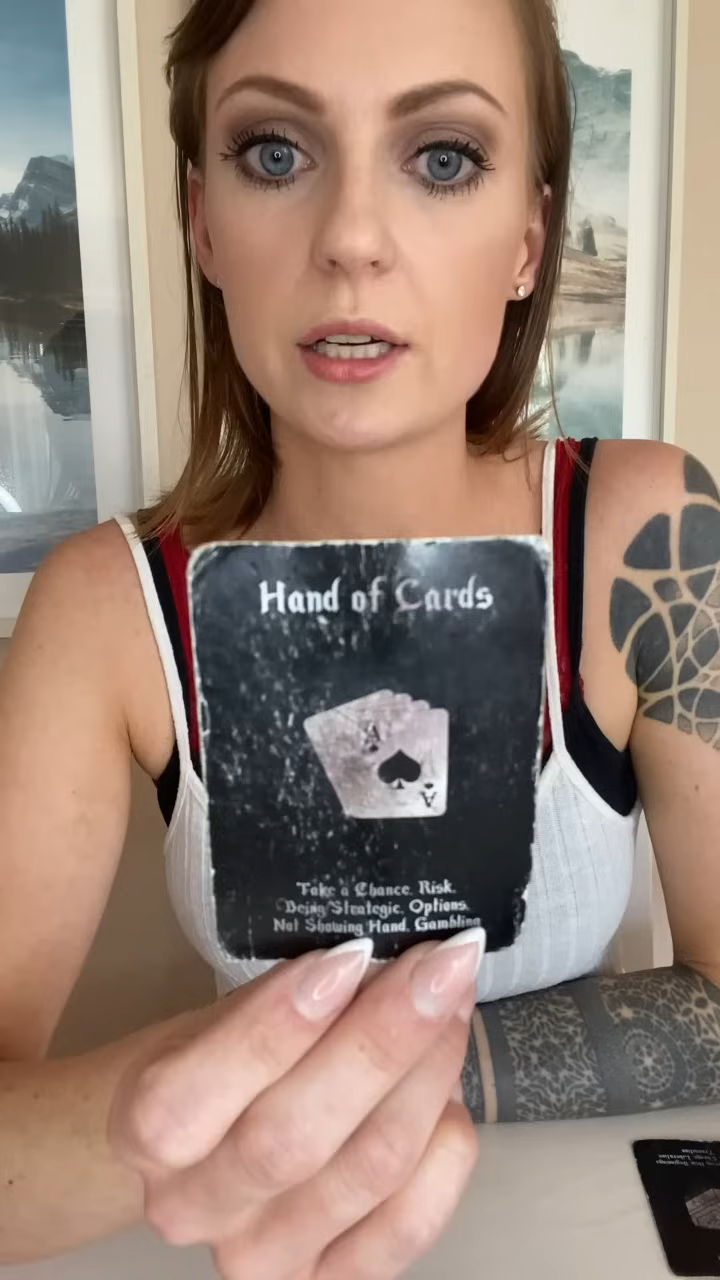 Hand of Cards
A
A
Take a Chance. Risk.
Being Strategic. Options.
Not Showing Hand. Gambling